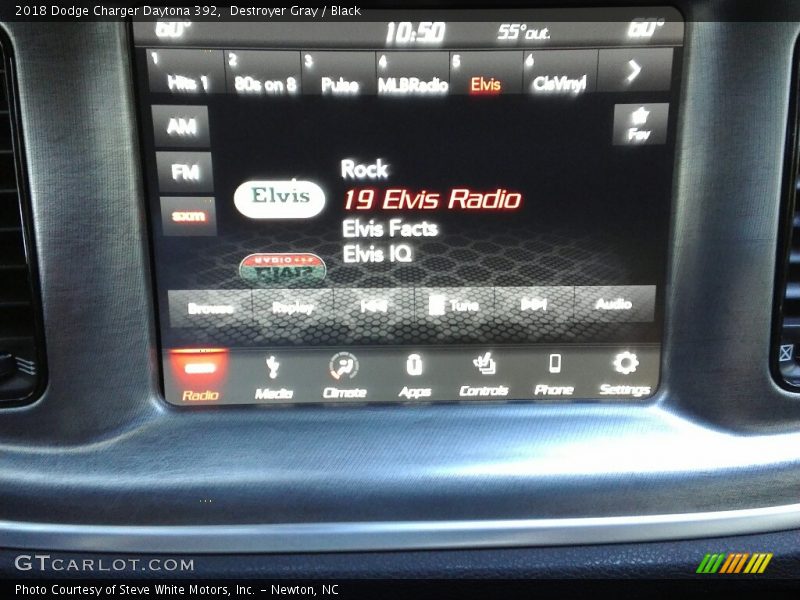 2018 Dodge Charger Daytona 392,  Destroyer Gray / Black
60° 10:50 55°out. 60°
1 2 3 4 5 6
Hits 1 80s on 8 Pulse MLBRadio Elvis ClsVinyl
AM
Fav
FM
Rock
Elvis 19 Elvis Radio
sxm
Elvis Facts
Elvis IQ
Browse Replay Tune Audio
Radio Media Climate Apps Controls Phone Settings
GTCARLOT.COM
Photo Courtesy of Steve White Motors, Inc. – Newton, NC